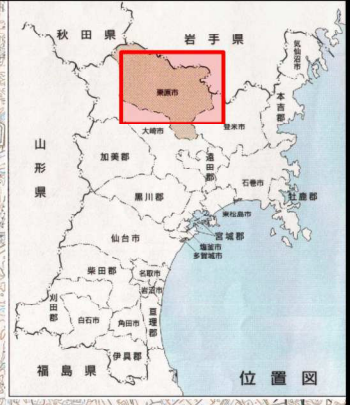 秋田県
岩手県
気仙沼市
栗原市
本吉郡
大崎市
登米市
山形県
加美郡
遠田郡
石巻市
黒川郡
牡鹿郡
東松島市
宮城郡
仙台市
塩釜市
多賀城市
柴田郡
名取市
岩沼市
刈田郡
亘理郡
白石市
角田市
伊具郡
福島県
位置図